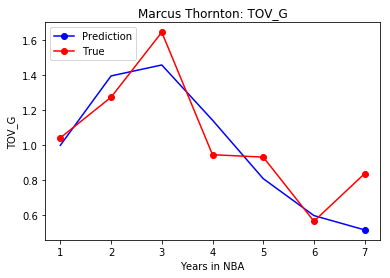 Marcus Thornton: TOV_G
Prediction
True
TOV_G
1.6
1.4
1.2
1.0
0.8
0.6
1 2 3 4 5 6 7
Years in NBA